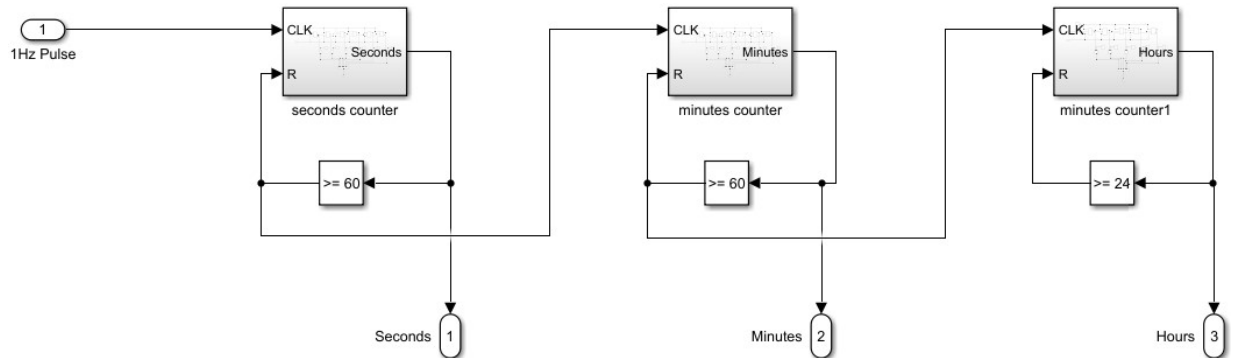 1
1Hz Pulse
CLK
Seconds
R
seconds counter
>= 60
Seconds
1
CLK
Minutes
R
minutes counter
>= 60
Minutes
2
CLK
Hours
R
minutes counter1
>= 24
Hours
3